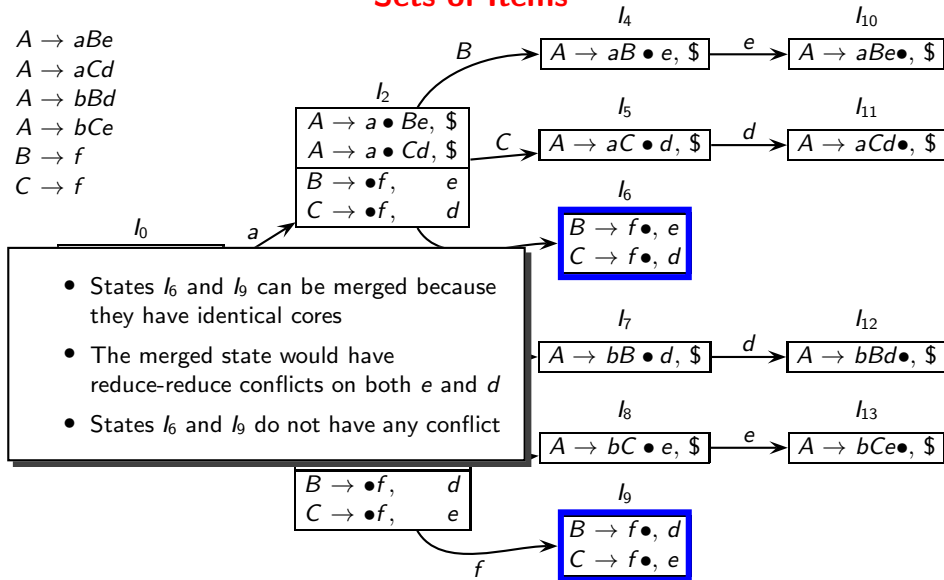 Sets of Items
A → aBe
A → aCd
A → bBd
A → bCe
B → f
C → f
I0
a
I2
A → a • Be, $
A → a • Cd, $
B → •f, e
C → •f, d
B
C
I4
A → aB • e, $
e
I10
A → aBe•, $
I5
A → aC • d, $
d
I11
A → aCd•, $
I6
B → f•, e
C → f•, d
• States I6 and I9 can be merged because
they have identical cores
• The merged state would have
reduce-reduce conflicts on both e and d
• States I6 and I9 do not have any conflict
I7
A → bB • d, $
d
I12
A → bBd•, $
I8
A → bC • e, $
e
I13
A → bCe•, $
B → •f, d
C → •f, e
f
I9
B → f•, d
C → f•, e